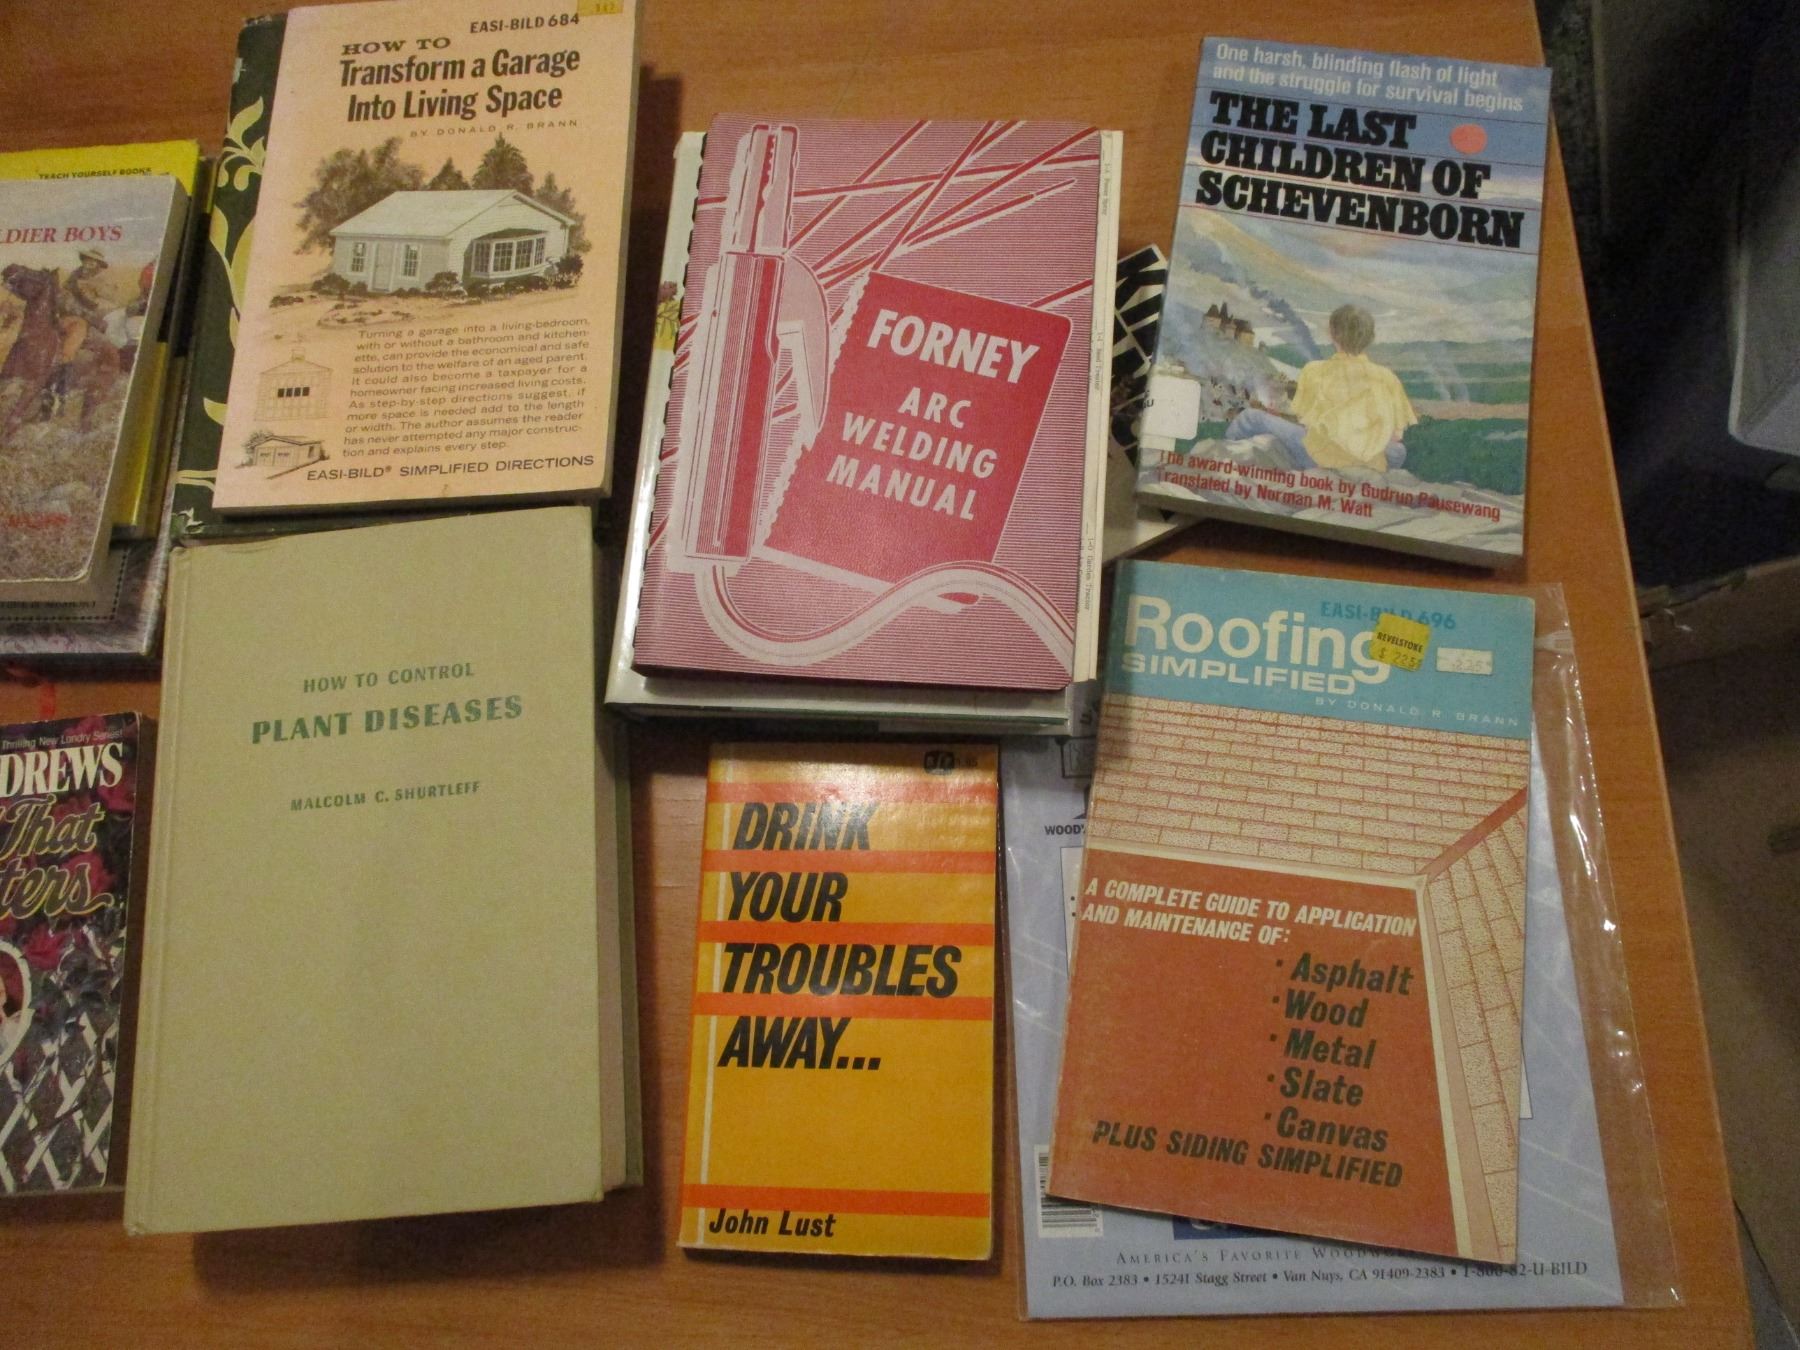 EASI-BILD 684
HOW TO
Transform a Garage
Into Living Space
BY DONALD R. BRANN
Turning a garage into a living-bedroom,
with or without a bathroom and kitchen-
ette, can provide the economical and safe
solution to the welfare of an aged parent.
It could also become a taxpayer for a
homeowner facing increased living costs.
As step-by-step directions suggest, if
more space is needed add to the length
or width. The author assumes the reader
has never attempted any major construc-
tion and explains every step.
EASI-BILD® SIMPLIFIED DIRECTIONS
TEACH YOURSELF BOOKS
LDIER BOYS
Thrilling New Landry Series!
DREWS
That
ters
HOW TO CONTROL
PLANT DISEASES
MALCOLM C. SHURTLEFF
FORNEY
ARC
WELDING
MANUAL
DRINK
YOUR
TROUBLES
AWAY...
John Lust
One harsh, blinding flash of light
and the struggle for survival begins
THE LAST
CHILDREN OF
SCHEVENBORN
The award-winning book by Gudrun Pausewang
Translated by Norman M. Watt
EASI-BILD 696
Roofing
SIMPLIFIED
REVELSTOKE
$ 2259
BY DONALD R. BRANN
A COMPLETE GUIDE TO APPLICATION
AND MAINTENANCE OF:
• Asphalt
• Wood
• Metal
• Slate
• Canvas
PLUS SIDING SIMPLIFIED
WOOD'
AMERICA'S FAVORITE WOODW
P.O. Box 2383 • 15241 Stagg Street • Van Nuys, CA 91409-2383 • 1-800-82-U-BILD